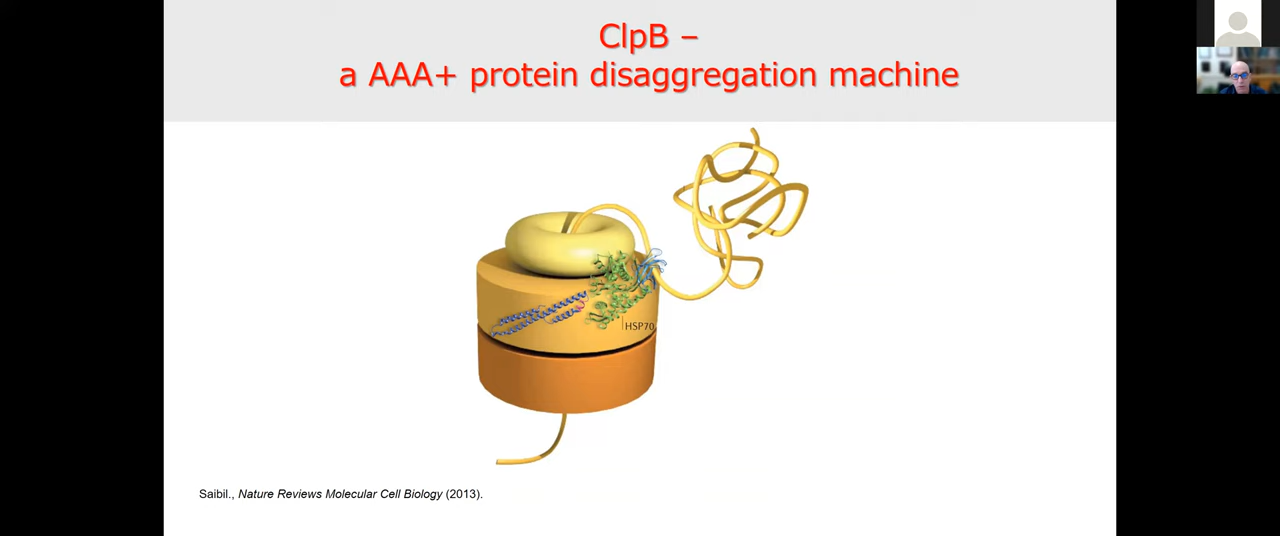 ClpB –
a AAA+ protein disaggregation machine
HSP70
Saibil., Nature Reviews Molecular Cell Biology (2013).